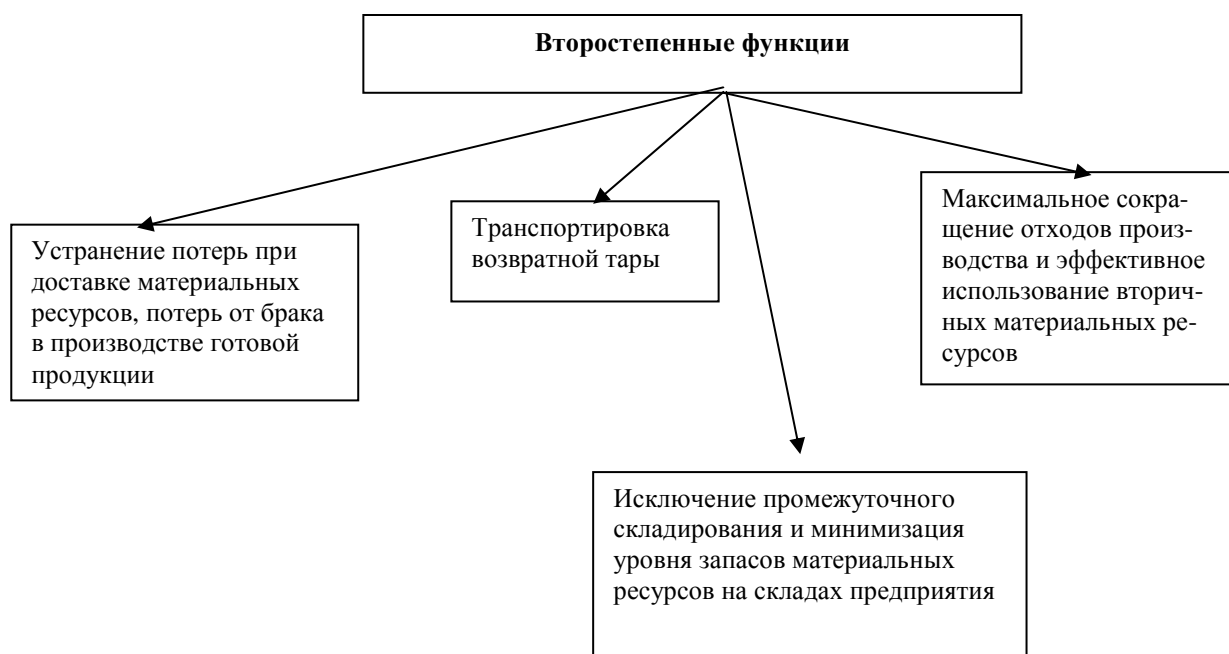 Второстепенные функции
Устранение потерь при
доставке материальных
ресурсов, потерь от брака
в производстве готовой
продукции
Транспортировка
возвратной тары
Максимальное сокра-
щение отходов произ-
водства и эффективное
использование вторич-
ных материальных ре-
сурсов
Исключение промежуточного
складирования и минимизация
уровня запасов материальных
ресурсов на складах предприятия